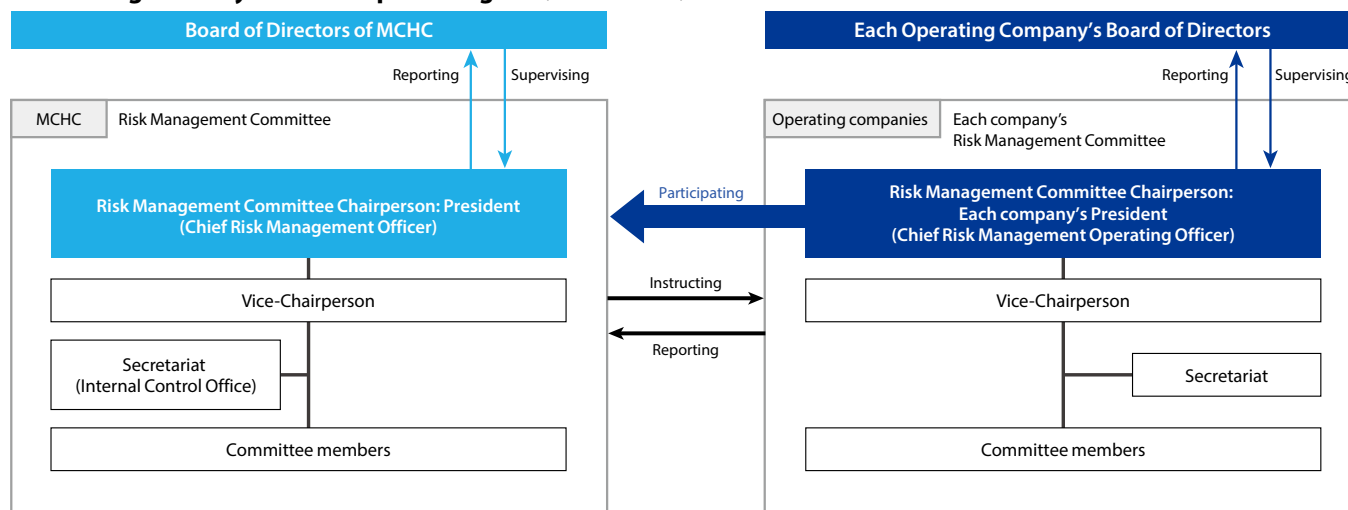 Board of Directors of MCHC
Each Operating Company's Board of Directors
Reporting
Supervising
Reporting
Supervising
MCHC
Risk Management Committee
Operating companies
Each company's
Risk Management Committee
Risk Management Committee Chairperson: President
(Chief Risk Management Officer)
Participating
Risk Management Committee Chairperson:
Each company's President
(Chief Risk Management Operating Officer)
Vice-Chairperson
Instructing
Vice-Chairperson
Reporting
Secretariat
(Internal Control Office)
Secretariat
Committee members
Committee members